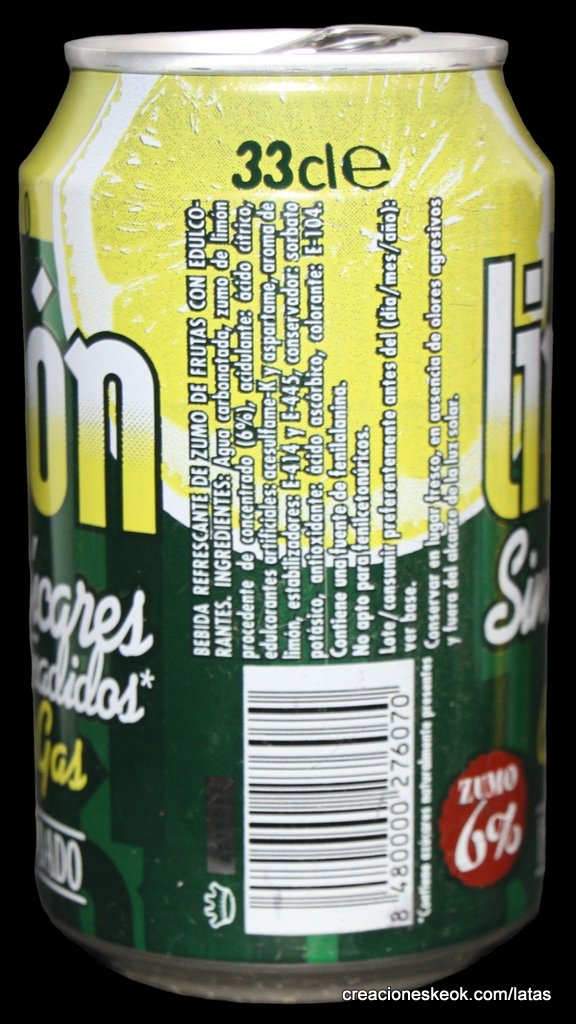 33cl e
ón
úcares
añadidos*
Gas
BEBIDA REFRESCANTE DE ZUMO DE FRUTAS CON EDULCO-
RANTES. INGREDIENTES: Agua carbonatada, zumo de limón
precedente de concentrado (6%), acidulante: ácido cítrico,
edulcorantes artificiales: acesulfame-K y aspartame, aroma de
limón, estabilizadores: E-414 y E-445, conservador: sorbato
potásico, antioxidante: ácido ascórbico, colorante: E-104.
Contiene una fuente de fenilalanina.
No apto para fenilcetonúricos.
Lote/consumir preferentemente antes del (día/mes/año):
ver base.
Conservar en lugar fresco, en ausencia de olores agresivos
y fuera del alcance de la luz solar.
8 480000 276070
*Contiene azúcares naturalmente presentes
Sin
ZUMO
6%
creacioneskeok.com/latas